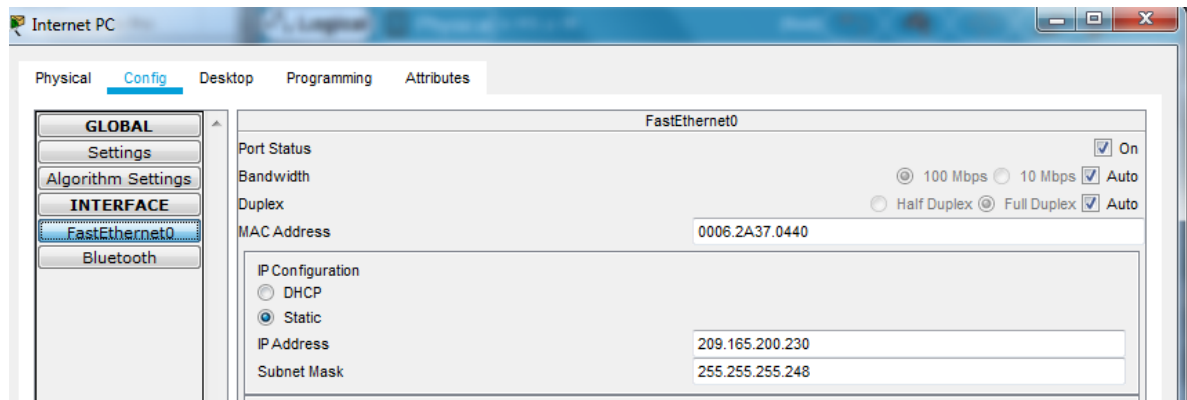 Internet PC
Physical Config Desktop Programming Attributes
GLOBAL
Settings
Algorithm Settings
INTERFACE
FastEthernet0
Bluetooth
FastEthernet0
Port Status On
Bandwidth 100 Mbps 10 Mbps Auto
Duplex Half Duplex Full Duplex Auto
MAC Address 0006.2A37.0440
IP Configuration
DHCP
Static
IP Address 209.165.200.230
Subnet Mask 255.255.255.248